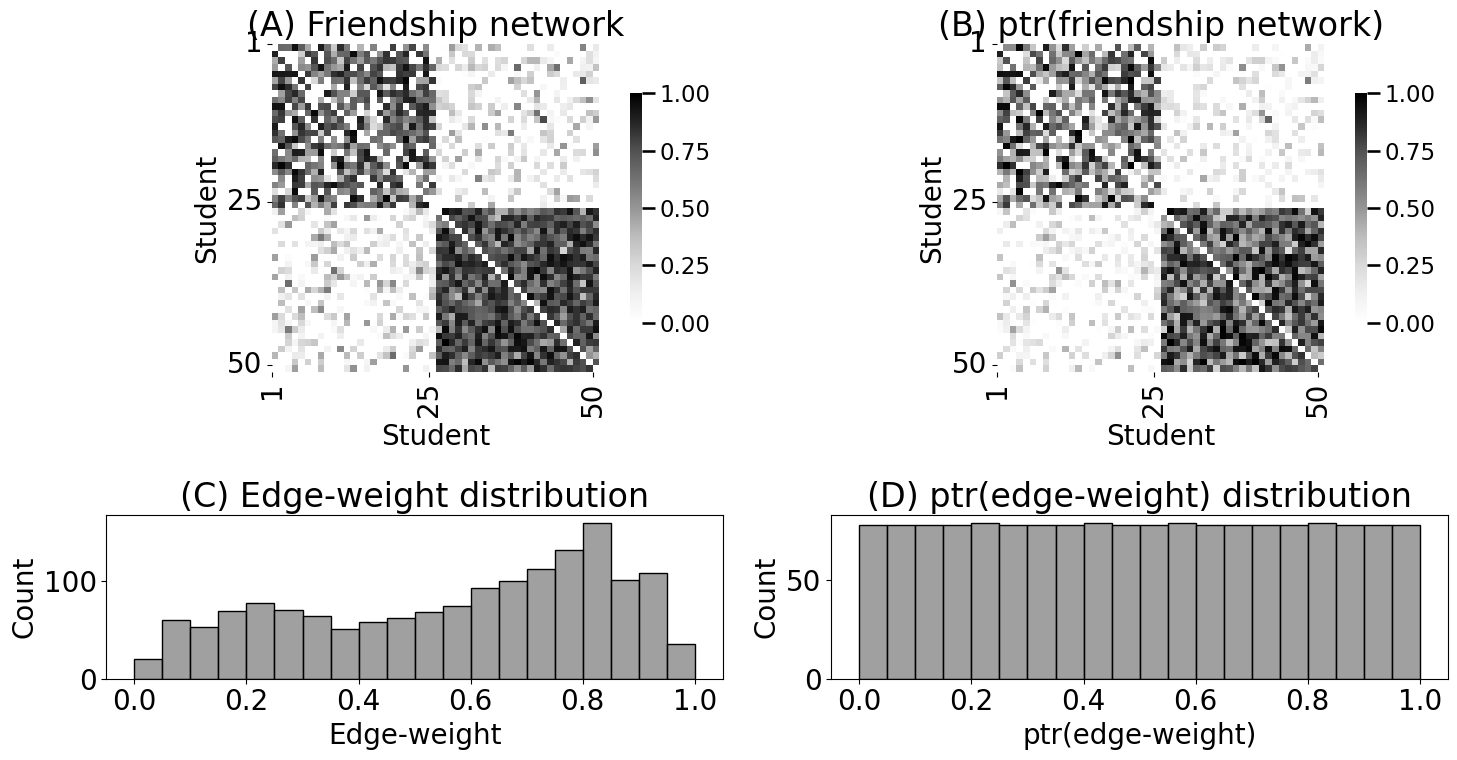 (A) Friendship network
1
25
50
Student
1
25
50
Student
1.00
0.75
0.50
0.25
0.00
(B) ptr(friendship network)
1
25
50
Student
1
25
50
Student
1.00
0.75
0.50
0.25
0.00
(C) Edge-weight distribution
Count
100
0
0.0 0.2 0.4 0.6 0.8 1.0
Edge-weight
(D) ptr(edge-weight) distribution
Count
50
0
0.0 0.2 0.4 0.6 0.8 1.0
ptr(edge-weight)